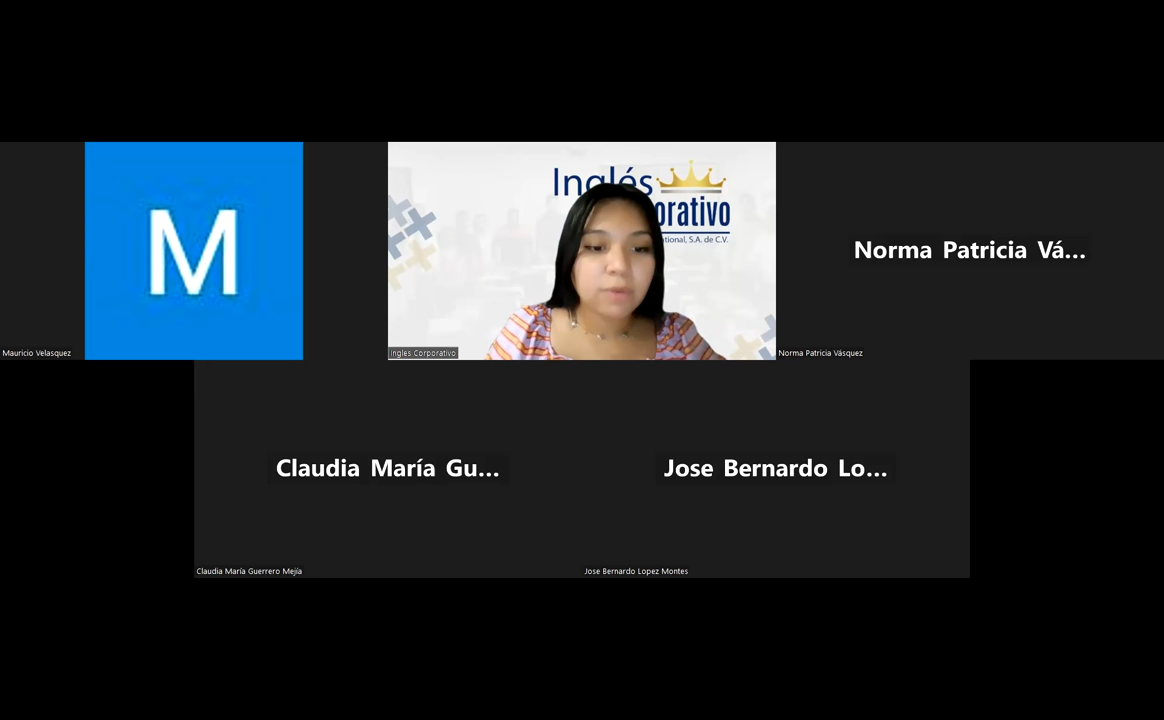 M
Mauricio Velasquez
Inglés
orativo
ational, S.A. de C.V.
Ingles Corporativo
Norma Patricia Vá...
Norma Patricia Vásquez
Claudia María Gu...
Claudia María Guerrero Mejía
Jose Bernardo Lo...
Jose Bernardo Lopez Montes